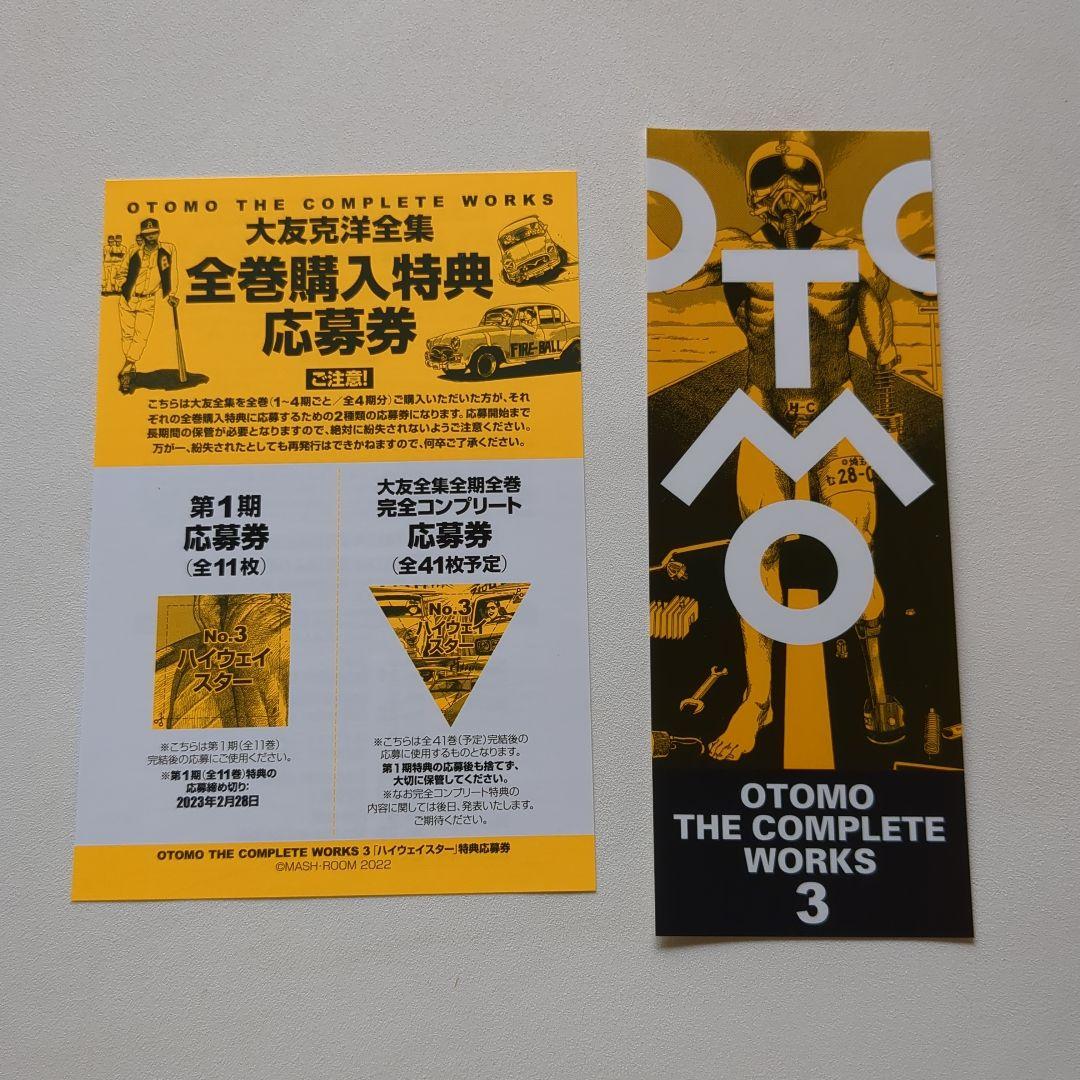 OTOMO THE COMPLETE WORKS
大友克洋全集
全巻購入特典
応募券
FIRE-BALL
ご注意!
こちらは大友全集を全巻(1~4期ごと/全4期分)ご購入いただいた方が、それ
ぞれの全巻購入特典に応募するための2種類の応募券になります。応募開始まで
長期間の保管が必要となりますので、絶対に紛失されないようご注意ください。
万が一、紛失されたとしても再発行はできかねますので、何卒ご了承ください。
第1期
応募券
(全11枚)
No.3
ハイウェイ
スター
※こちらは第1期(全11巻)
完結後の応募にご使用ください。
※第1期(全11巻)特典の
応募締め切り:
2023年2月28日
大友全集全期全巻
完全コンプリート
応募券
(全41枚予定)
No.3
ハイウェイ
スター
※こちらは全41巻(予定)完結後の
応募に使用するものとなります。
第1期特典の応募後も捨てず、
大切に保管してください。
※なお完全コンプリート特典の
内容に関しては後日、発表いたします。
ご期待ください。
OTOMO THE COMPLETE WORKS 3「ハイウェイスター」特典応募券
©MASH・ROOM 2022
O
T
O
M
O
H-C
埼玉
む 28-0
OTOMO
THE COMPLETE
WORKS
3